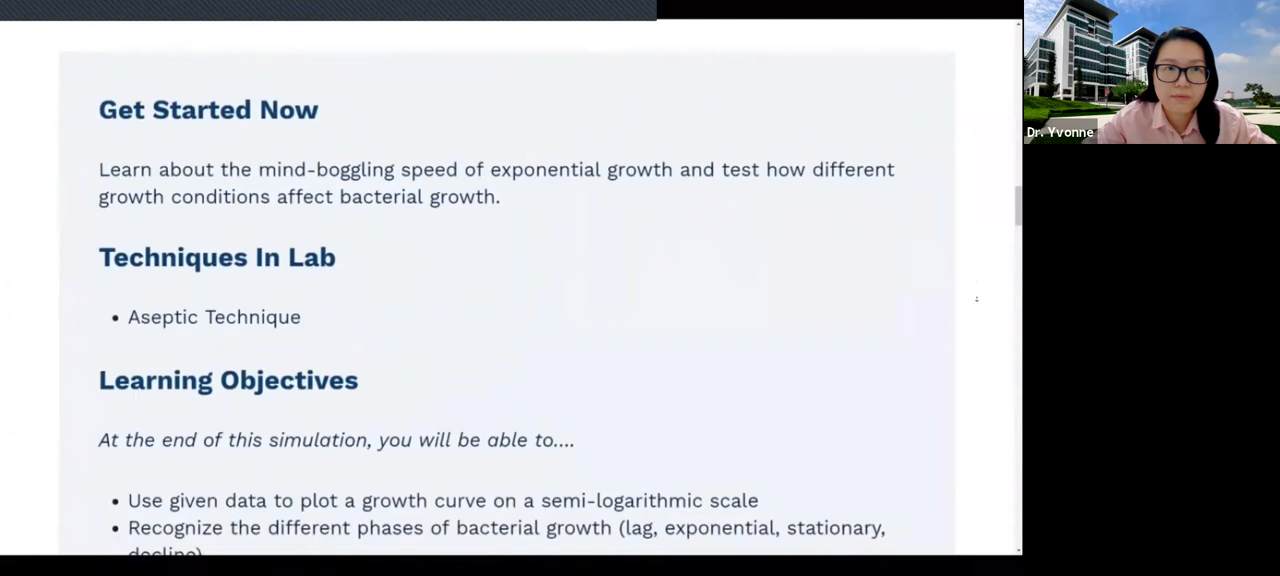 Get Started Now
Learn about the mind-boggling speed of exponential growth and test how different
growth conditions affect bacterial growth.
Techniques In Lab
• Aseptic Technique
Learning Objectives
At the end of this simulation, you will be able to....
• Use given data to plot a growth curve on a semi-logarithmic scale
• Recognize the different phases of bacterial growth (lag, exponential, stationary,
decline)
Dr. Yvonne